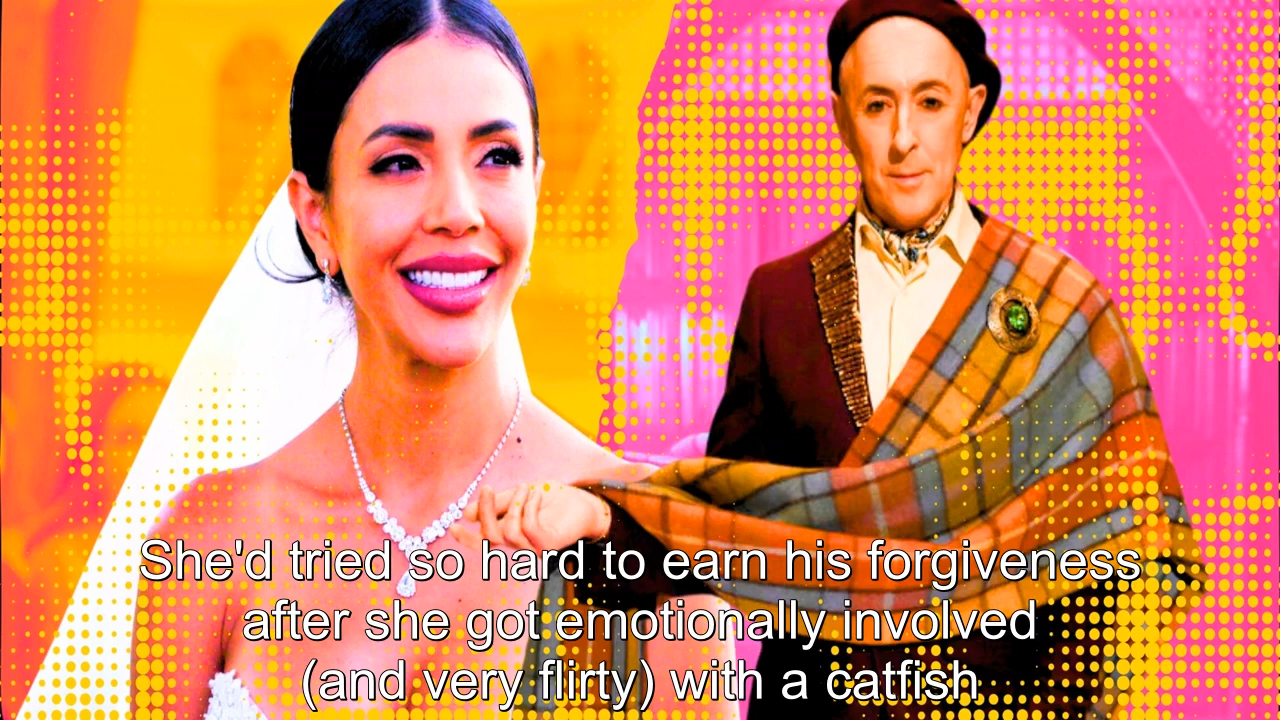 She'd tried so hard to earn his forgiveness
after she got emotionally involved
(and very flirty) with a catfish